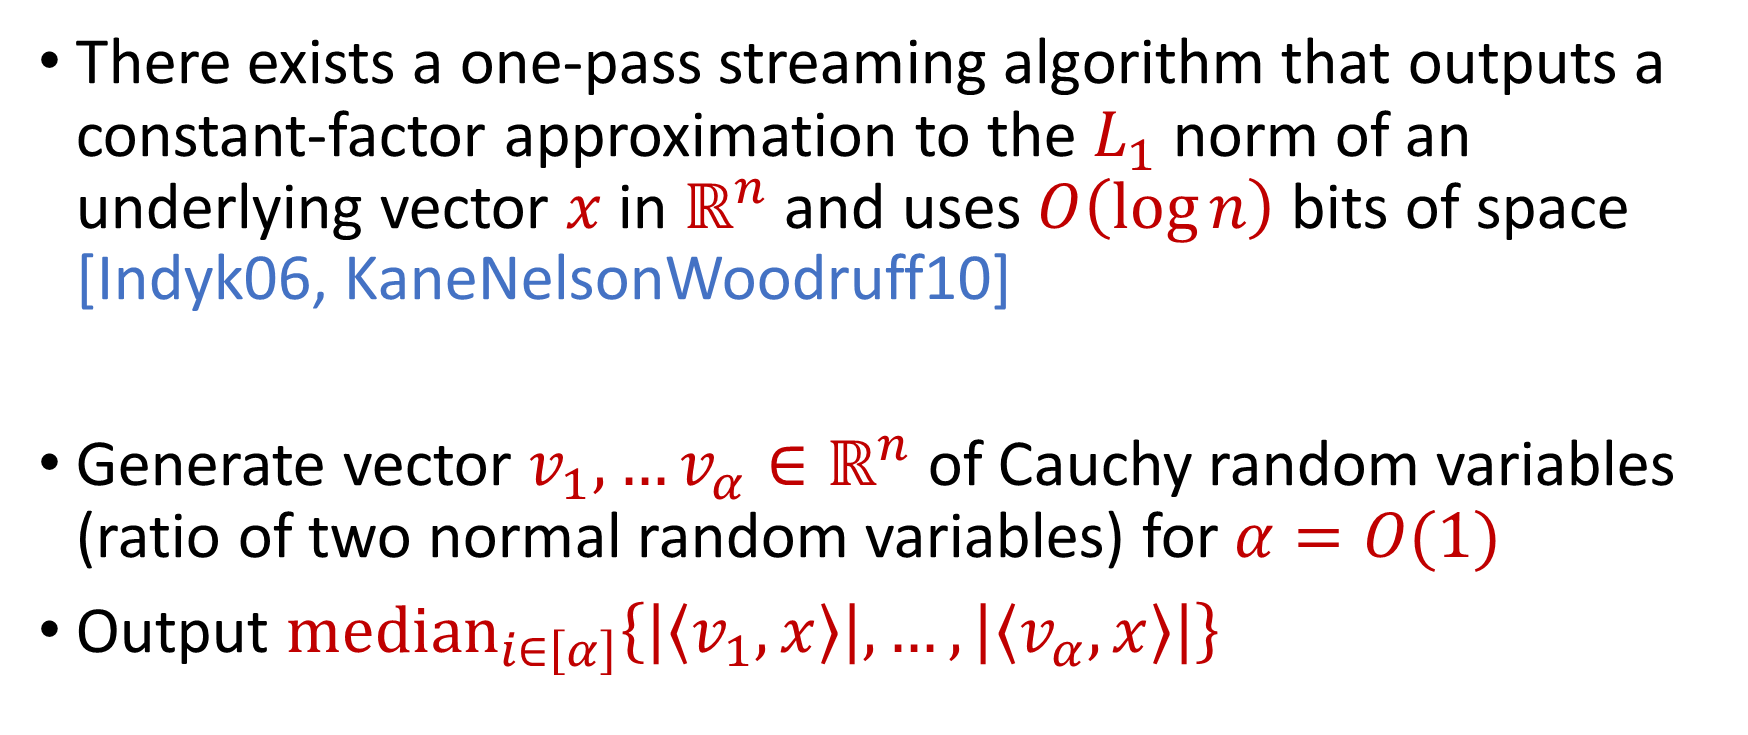 • There exists a one-pass streaming algorithm that outputs a
constant-factor approximation to the L₁ norm of an
underlying vector x in ℝⁿ and uses O(log n) bits of space
[Indyk06, KaneNelsonWoodruff10]
• Generate vector v₁, … v_α ∈ ℝⁿ of Cauchy random variables
(ratio of two normal random variables) for α = O(1)
• Output median_{i∈[α]}{|⟨v₁, x⟩|, … , |⟨v_α, x⟩|}